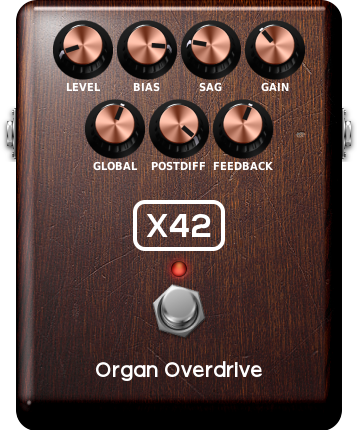 LEVEL BIAS SAG GAIN
GLOBAL POSTDIFF FEEDBACK
X42
Organ Overdrive